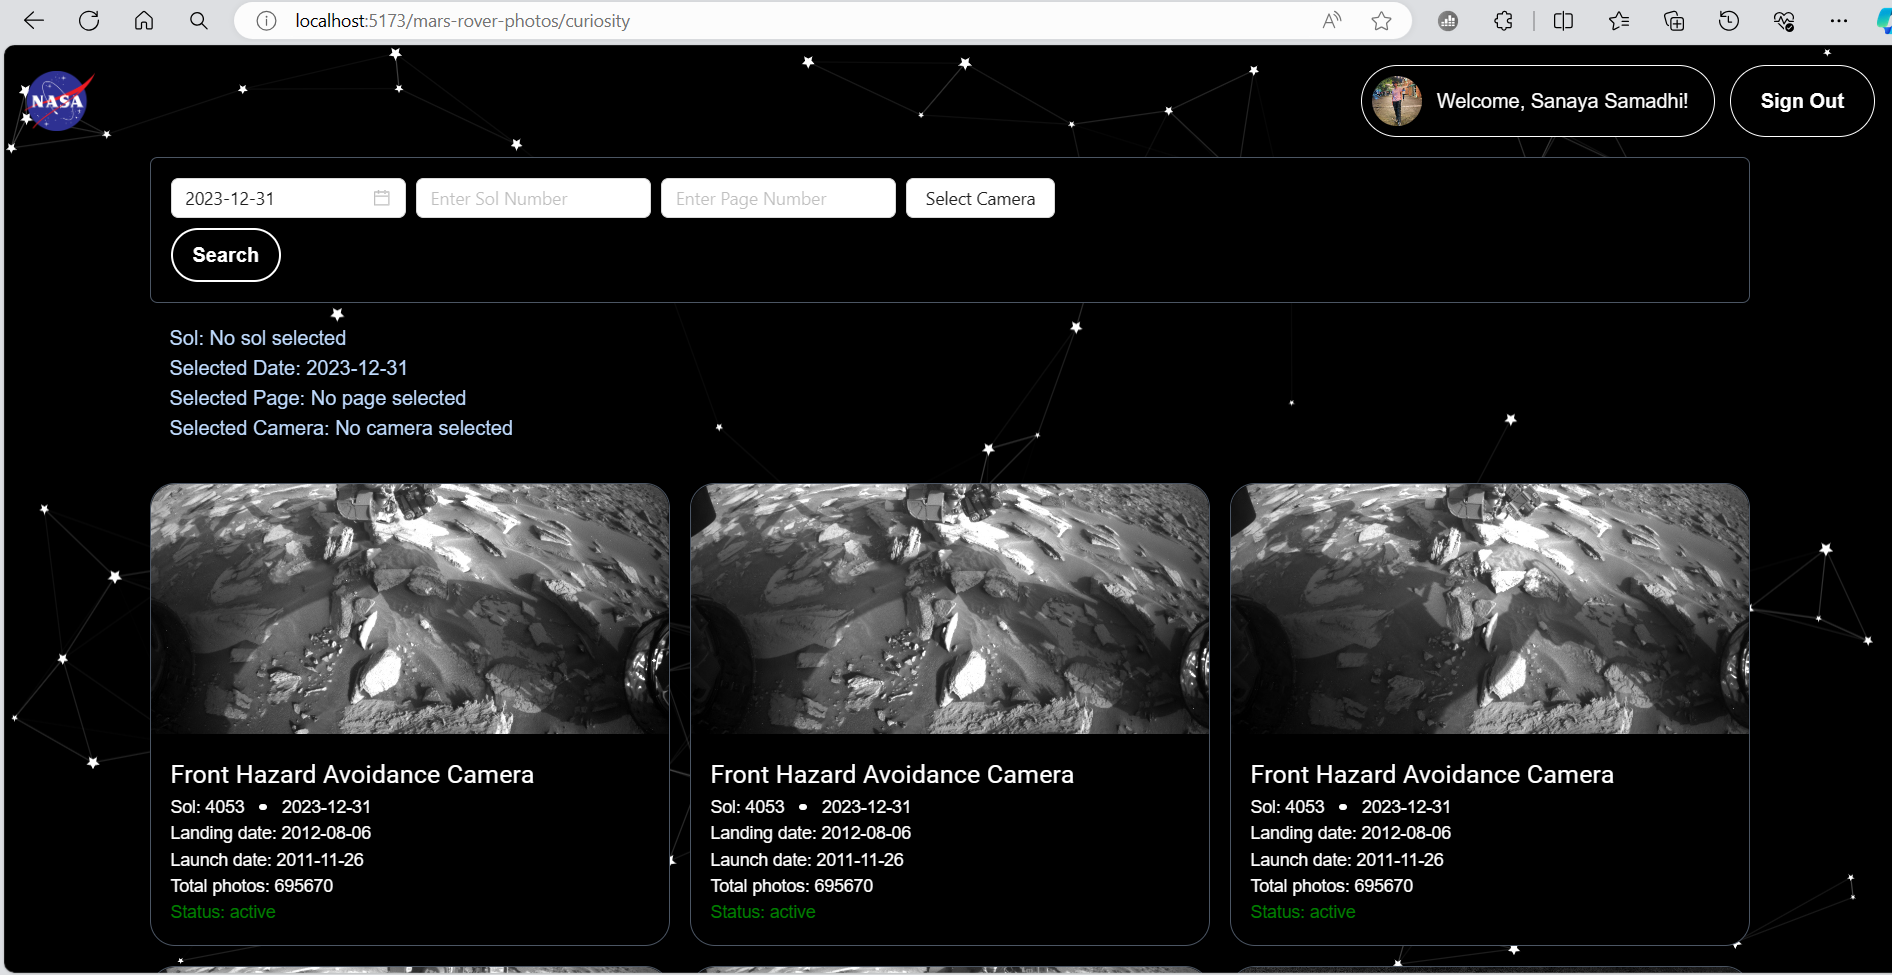 localhost:5173/mars-rover-photos/curiosity
NASA
Welcome, Sanaya Samadhi!
Sign Out
2023-12-31
Enter Sol Number
Enter Page Number
Select Camera
Search
Sol: No sol selected
Selected Date: 2023-12-31
Selected Page: No page selected
Selected Camera: No camera selected
Front Hazard Avoidance Camera
Sol: 4053 • 2023-12-31
Landing date: 2012-08-06
Launch date: 2011-11-26
Total photos: 695670
Status: active
Front Hazard Avoidance Camera
Sol: 4053 • 2023-12-31
Landing date: 2012-08-06
Launch date: 2011-11-26
Total photos: 695670
Status: active
Front Hazard Avoidance Camera
Sol: 4053 • 2023-12-31
Landing date: 2012-08-06
Launch date: 2011-11-26
Total photos: 695670
Status: active